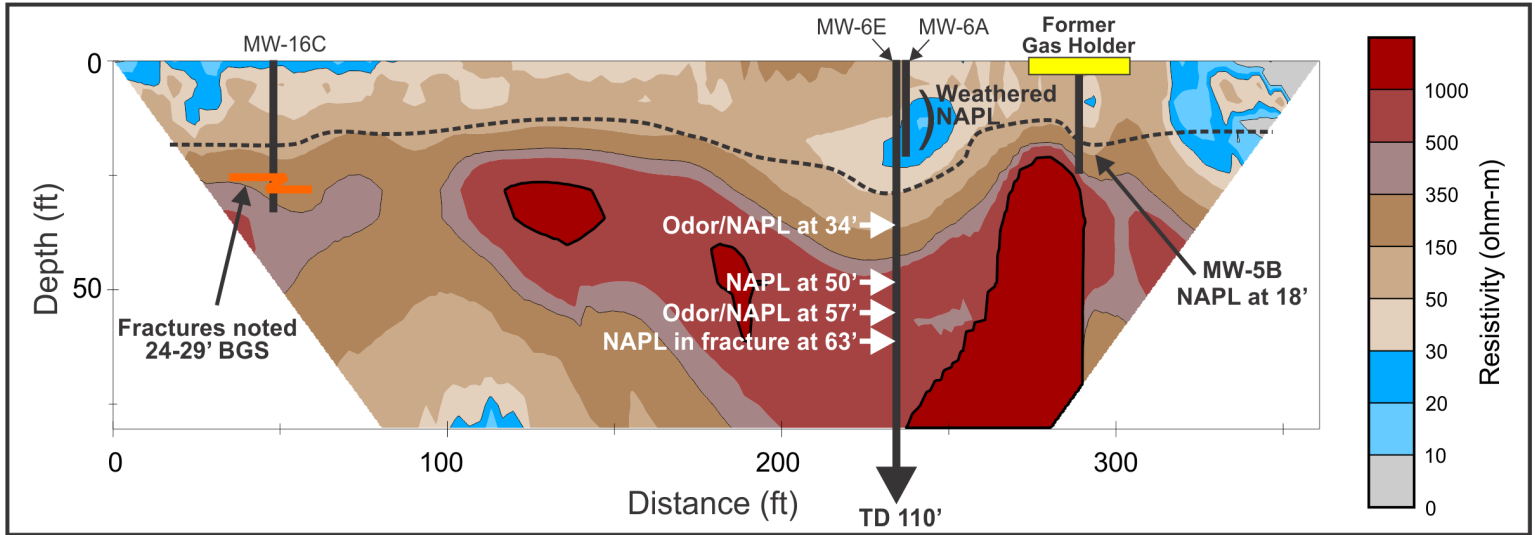 MW-16C
MW-6E
MW-6A
Former
Gas Holder
Weathered
NAPL
Odor/NAPL at 34’
NAPL at 50’
Odor/NAPL at 57’
NAPL in fracture at 63’
MW-5B
NAPL at 18’
Fractures noted
24-29’ BGS
TD 110’
Depth (ft)
0
50
0
100
200
300
Distance (ft)
1000
500
350
150
50
30
20
10
0
Resistivity (ohm-m)